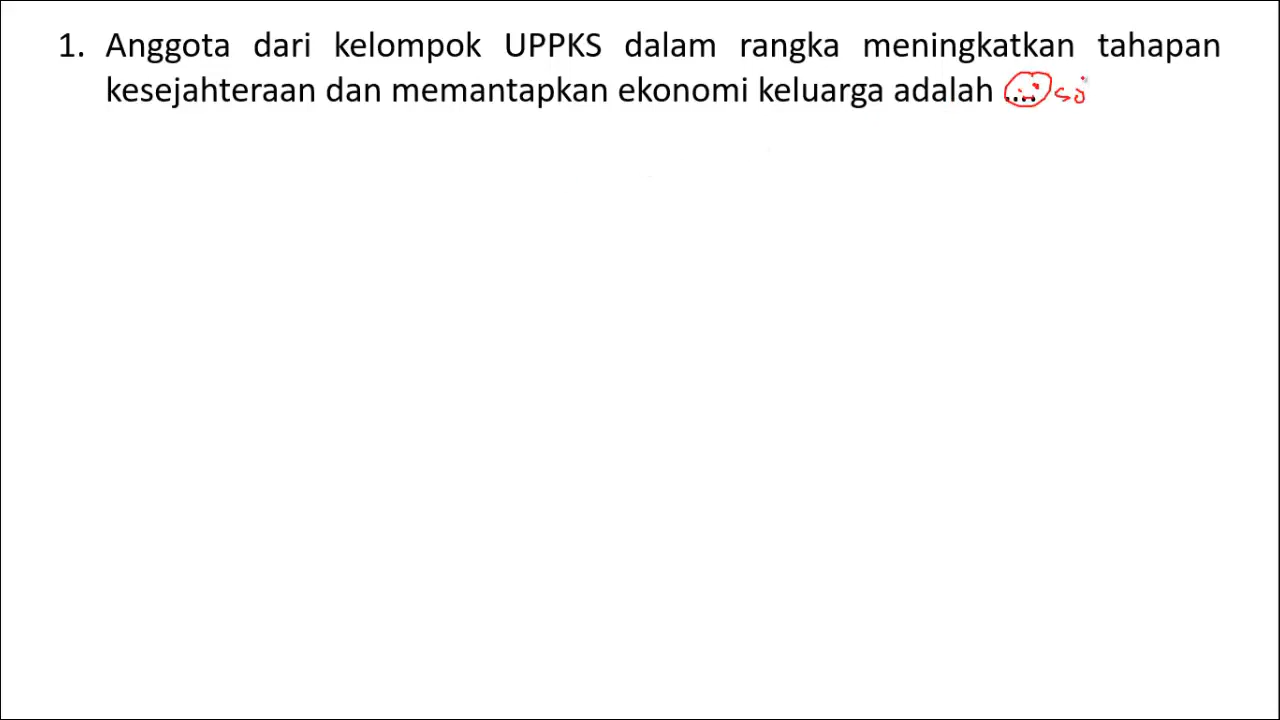 1. Anggota dari kelompok UPPKS dalam rangka meningkatkan tahapan
kesejahteraan dan memantapkan ekonomi keluarga adalah ....